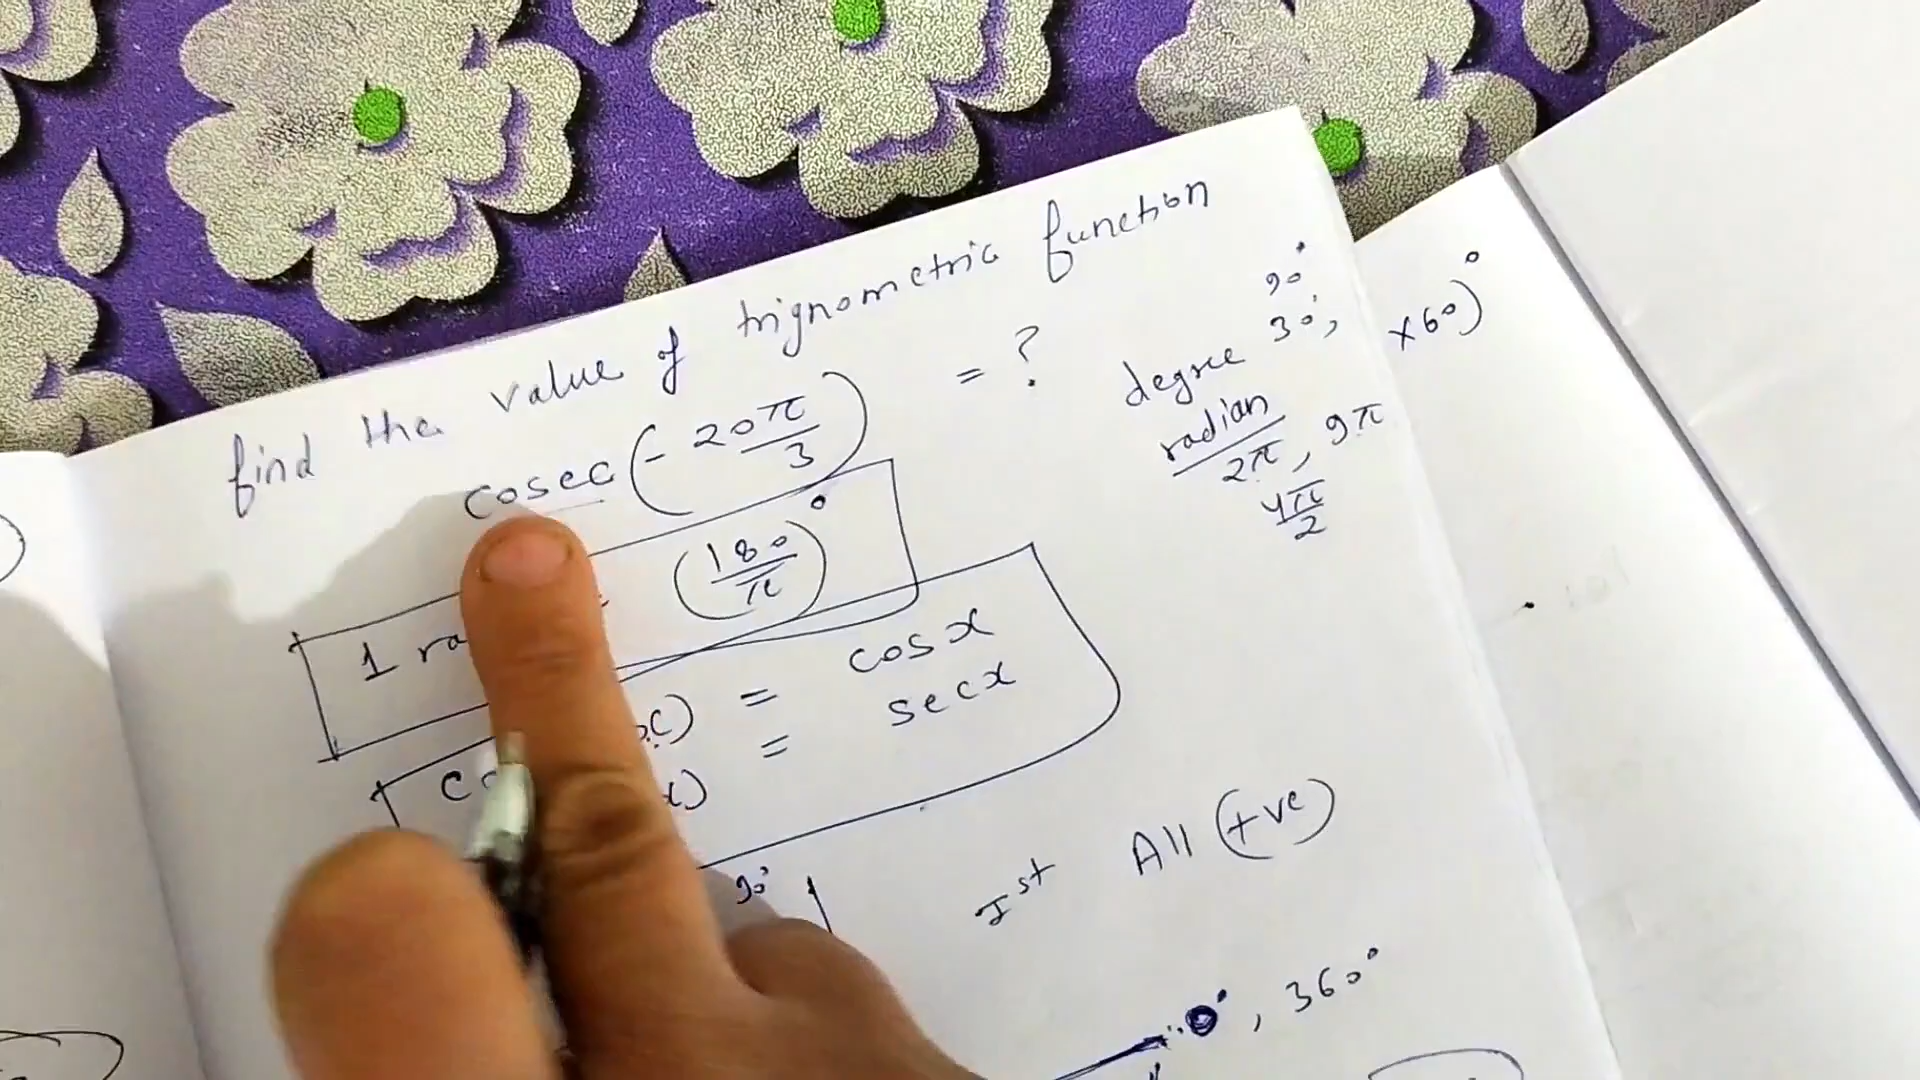 find the value of trignometric function
cosec (- 20π/3) = ?
90°
degree 30°,
radian
2π, 9π
4π/2
×60)°
1 ra (180/π)°
= cos x
x) = sec x
90°
Ist All (+ve)
, 360°